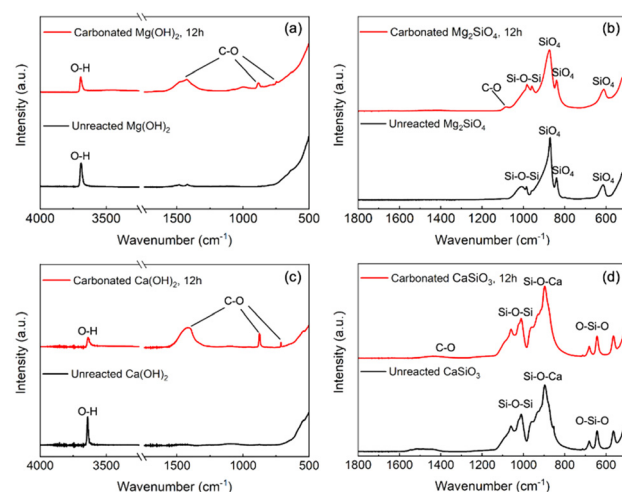 (a)
Carbonated Mg(OH)₂, 12h
C-O
O-H
Unreacted Mg(OH)₂
O-H
Intensity (a.u.)
4000 3500 1500 1000 500
Wavenumber (cm⁻¹)
(b)
Carbonated Mg₂SiO₄, 12h
SiO₄
Si-O-Si
SiO₄
SiO₄
C-O
Unreacted Mg₂SiO₄
SiO₄
Si-O-Si
SiO₄
SiO₄
Intensity (a.u.)
1800 1600 1400 1200 1000 800 600
Wavenumber (cm⁻¹)
(c)
Carbonated Ca(OH)₂, 12h
C-O
O-H
Unreacted Ca(OH)₂
O-H
Intensity (a.u.)
4000 3500 1500 1000 500
Wavenumber (cm⁻¹)
(d)
Carbonated CaSiO₃, 12h
Si-O-Ca
Si-O-Si
O-Si-O
C-O
Unreacted CaSiO₃
Si-O-Ca
Si-O-Si
O-Si-O
Intensity (a.u.)
1800 1600 1400 1200 1000 800 600
Wavenumber (cm⁻¹)